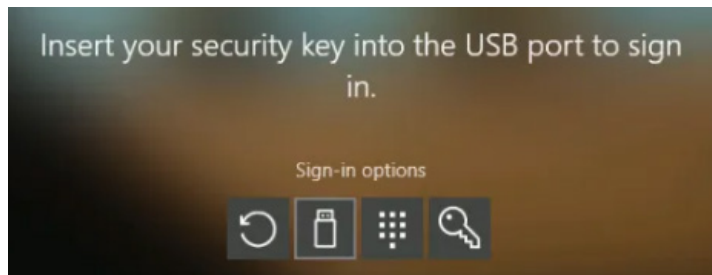 Insert your security key into the USB port to sign
in.
Sign-in options